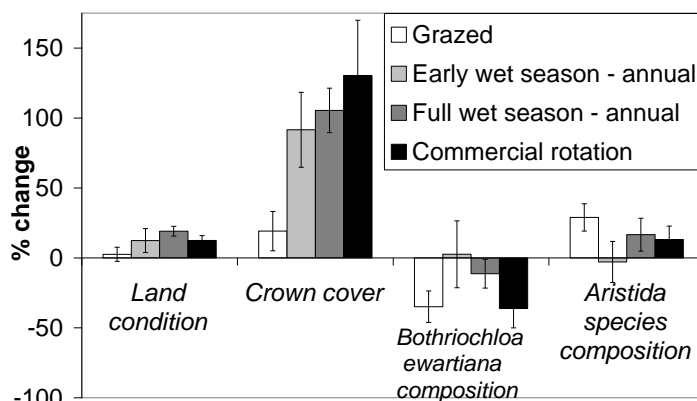 150
100
50
0
-50
-100
% change
Grazed
Early wet season - annual
Full wet season - annual
Commercial rotation
Land
condition
Crown cover
Bothriochloa
ewartiana
composition
Aristida
species
composition